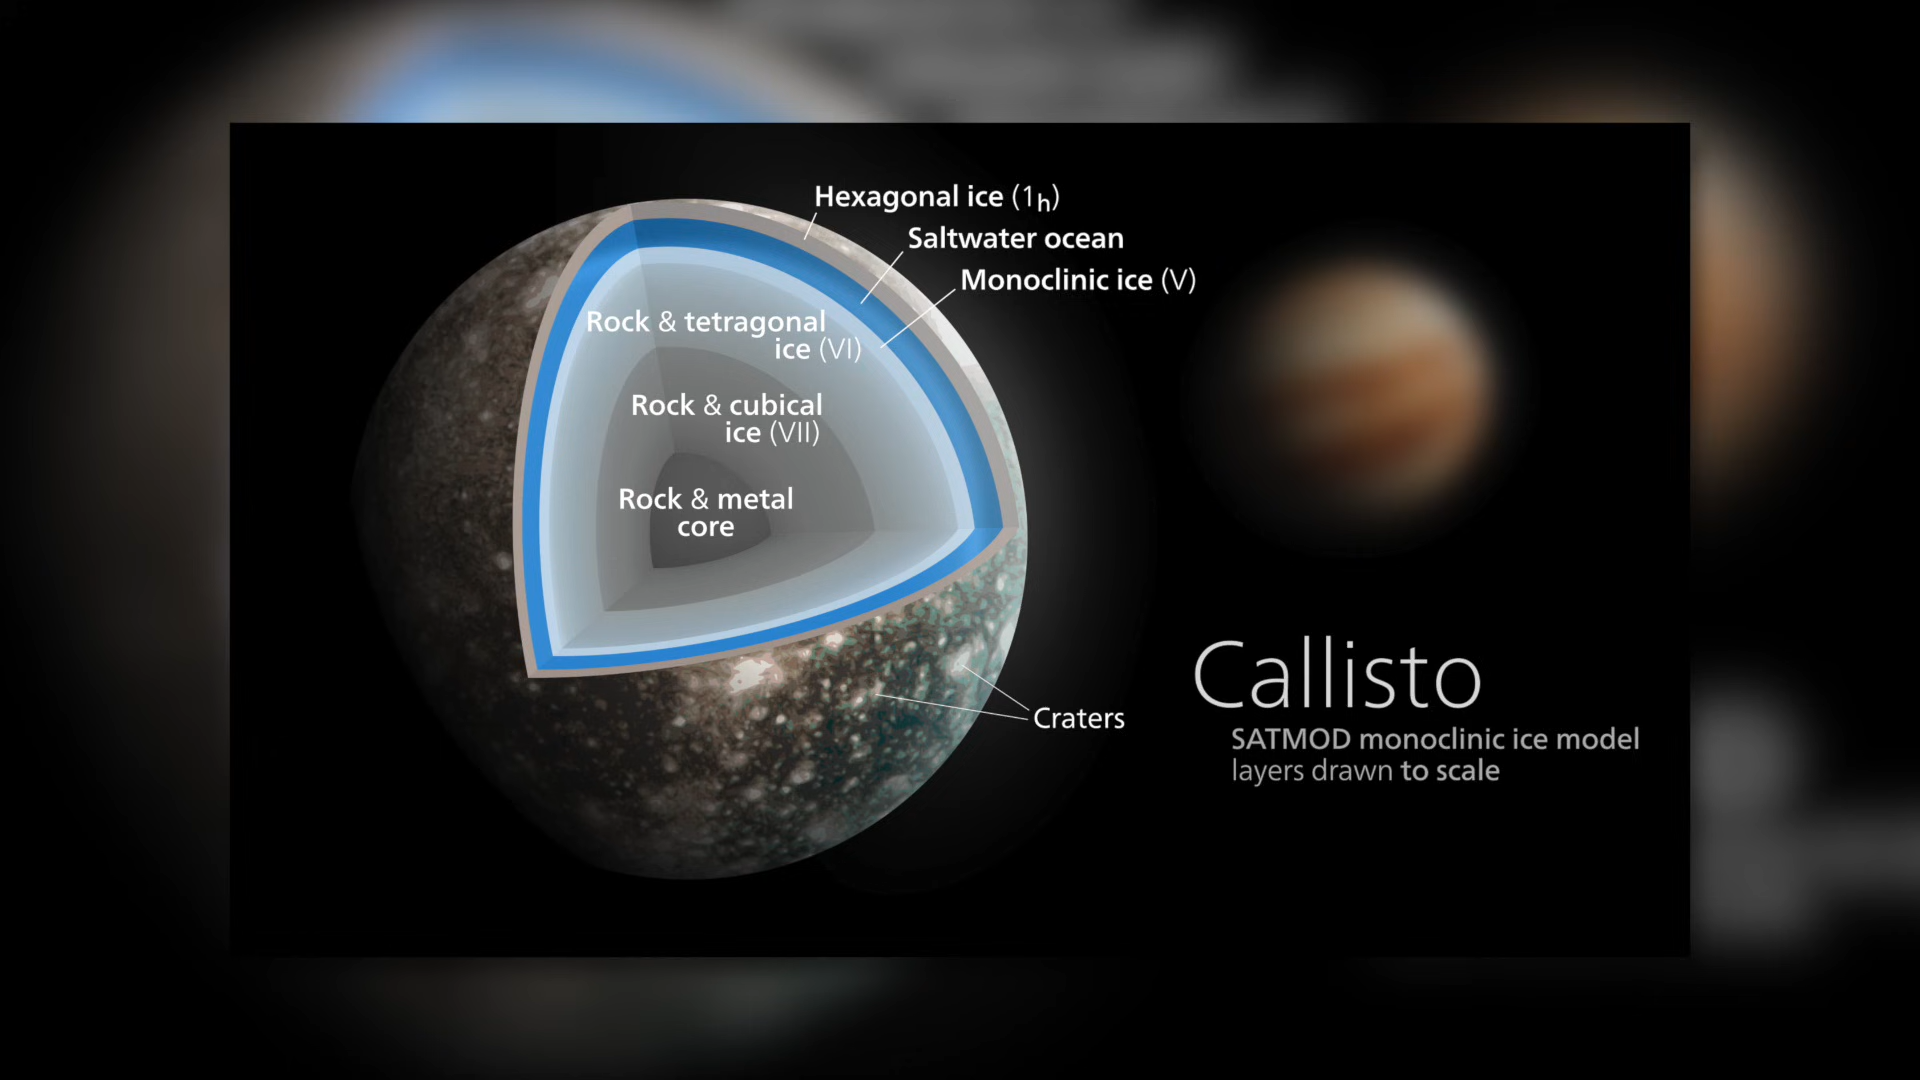 Hexagonal ice (1h)
Saltwater ocean
Monoclinic ice (V)
Rock & tetragonal
ice (VI)
Rock & cubical
ice (VII)
Rock & metal
core
Craters
Callisto
SATMOD monoclinic ice model
layers drawn to scale